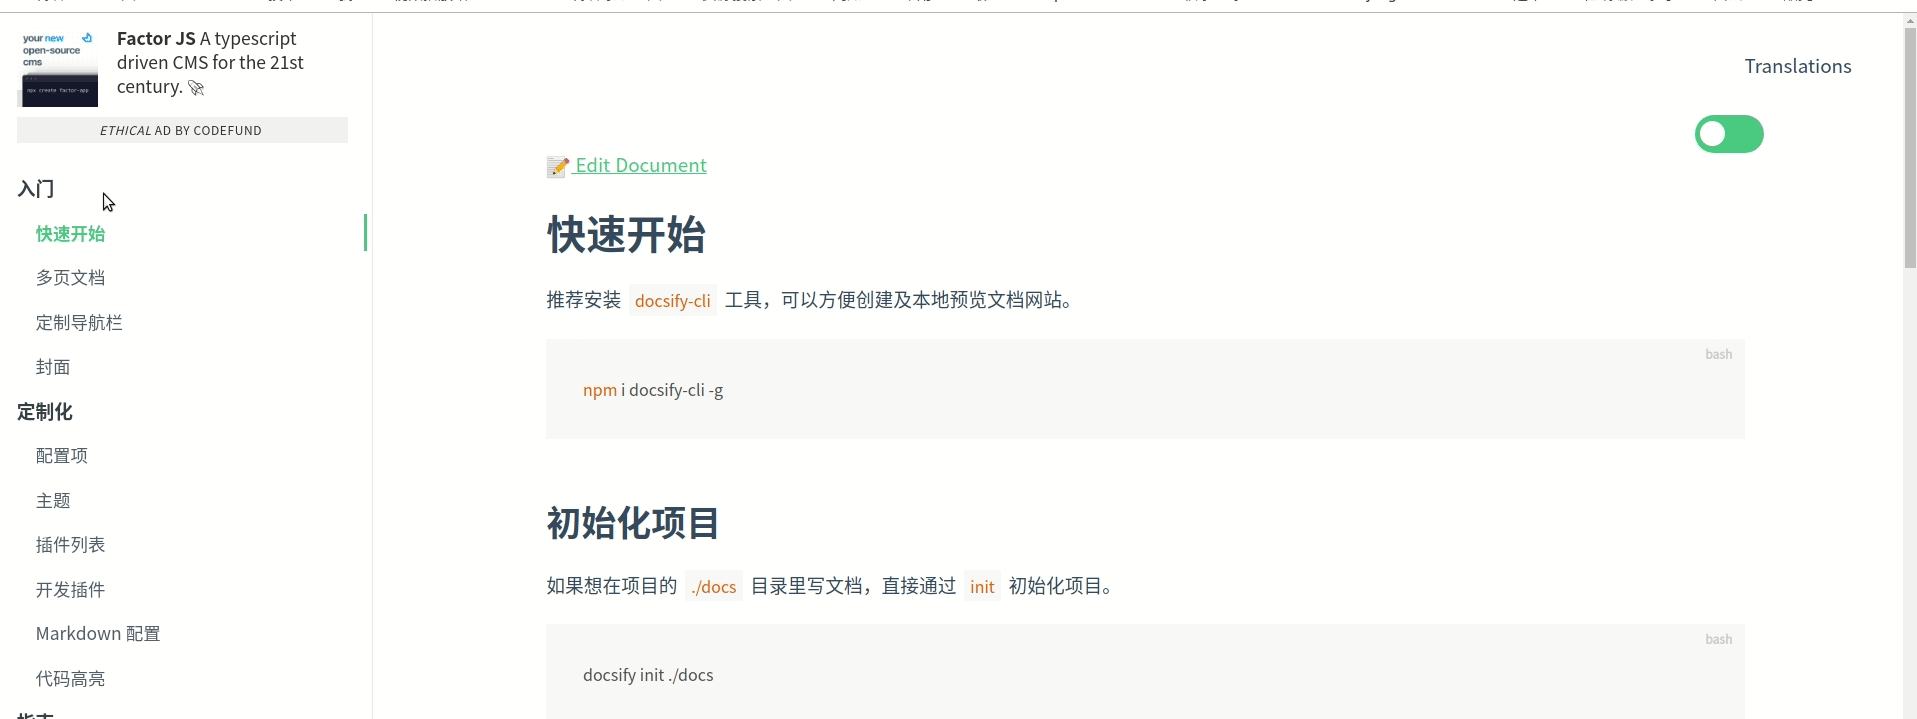 your new
open-source
cms
npx create factor-app
Factor JS A typescript
driven CMS for the 21st
century.
ETHICAL AD BY CODEFUND
入门
快速开始
多页文档
定制导航栏
封面
定制化
配置项
主题
插件列表
开发插件
Markdown 配置
代码高亮
Translations
Edit Document
快速开始
推荐安装 docsify-cli 工具，可以方便创建及本地预览文档网站。
bash
npm i docsify-cli -g
初始化项目
如果想在项目的 ./docs 目录里写文档，直接通过 init 初始化项目。
bash
docsify init ./docs